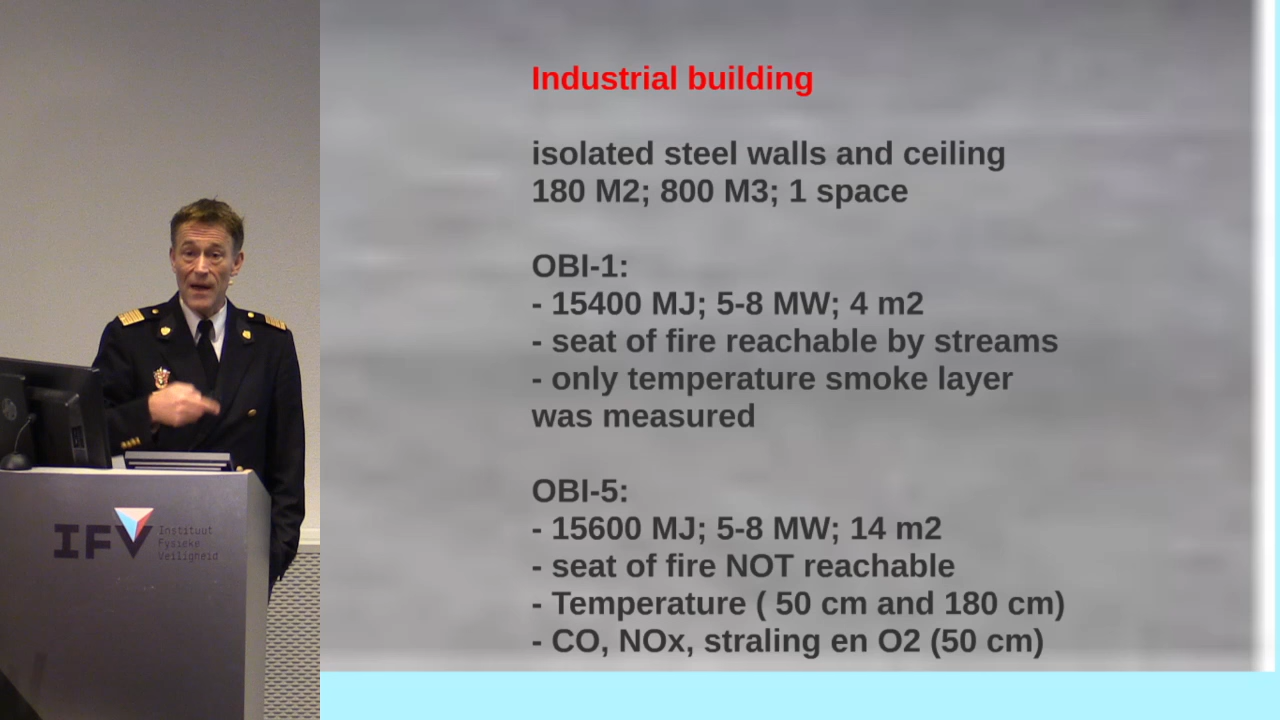 Industrial building
isolated steel walls and ceiling
180 M2; 800 M3; 1 space
OBI-1:
- 15400 MJ; 5-8 MW; 4 m2
- seat of fire reachable by streams
- only temperature smoke layer
was measured
OBI-5:
- 15600 MJ; 5-8 MW; 14 m2
- seat of fire NOT reachable
- Temperature ( 50 cm and 180 cm)
- CO, NOx, straling en O2 (50 cm)
IFV
Instituut
Fysieke
Veiligheid